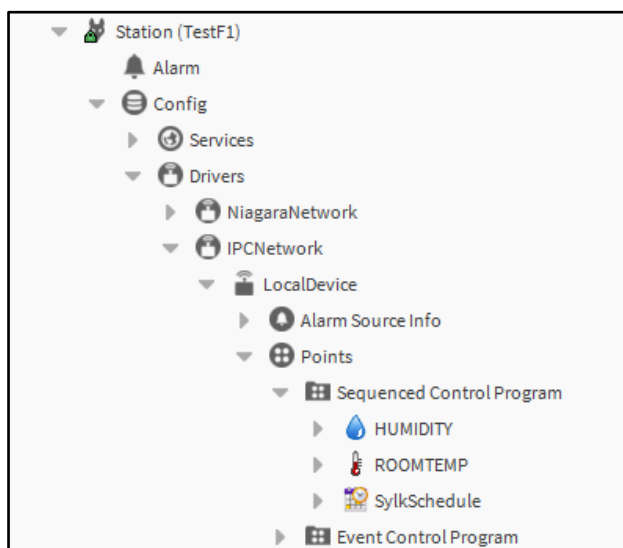 Station (TestF1)
Alarm
Config
Services
Drivers
NiagaraNetwork
IPCNetwork
LocalDevice
Alarm Source Info
Points
Sequenced Control Program
HUMIDITY
ROOMTEMP
SylkSchedule
Event Control Program